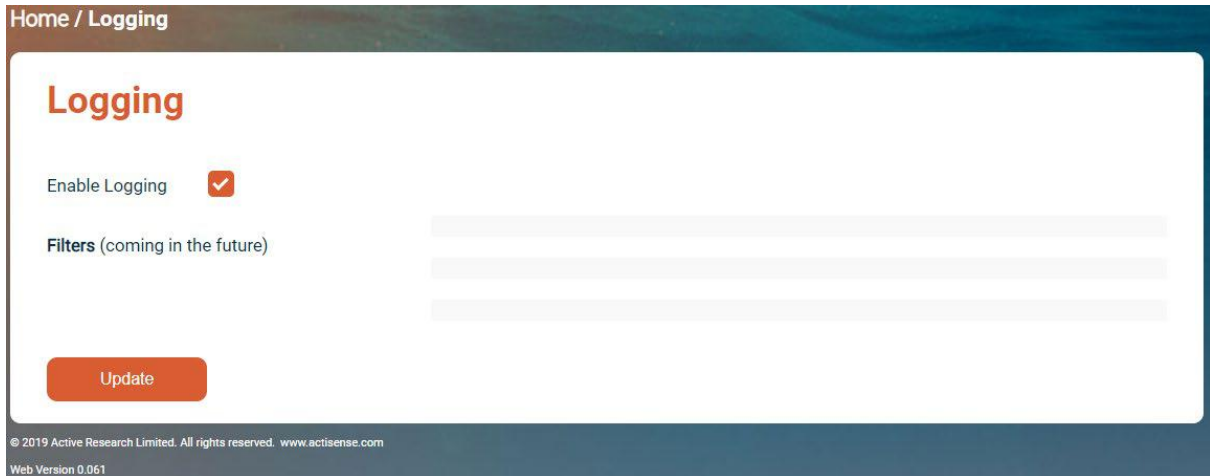 Home / Logging
Logging
Enable Logging
Filters (coming in the future)
Update
© 2019 Active Research Limited. All rights reserved. www.actisense.com
Web Version 0.061